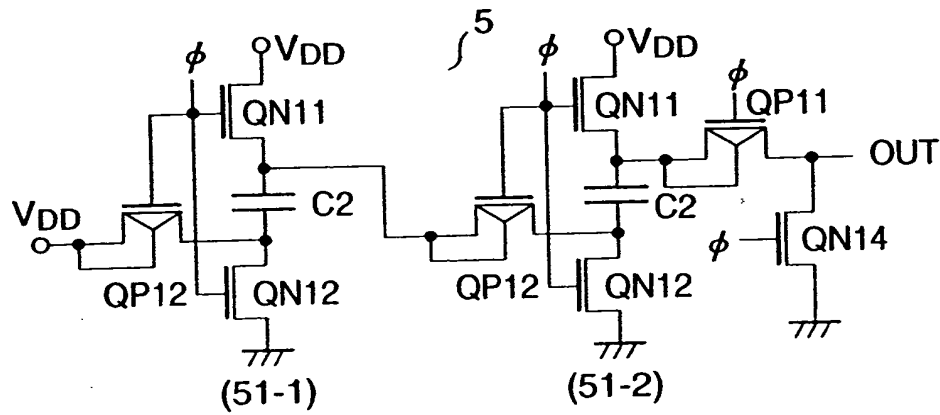 5
ϕ
VDD
QN11
VDD
C2
QP12
QN12
(51-1)
ϕ
VDD
QN11
C2
QP12
QN12
(51-2)
ϕ
QP11
OUT
ϕ
QN14